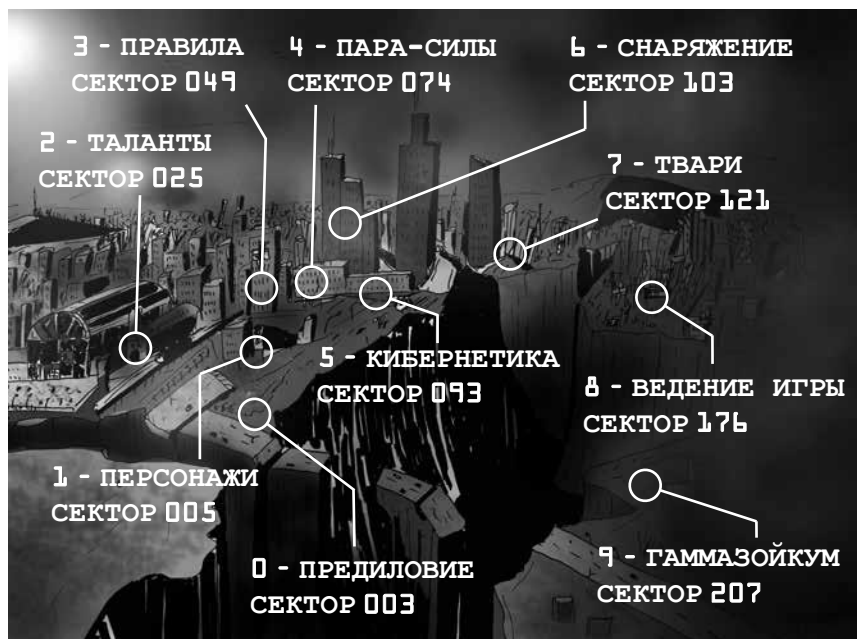 3 - ПРАВИЛА
СЕКТОР 049
4 - ПАРА-СИЛЫ
СЕКТОР 074
6 - СНАРЯЖЕНИЕ
СЕКТОР 103
2 - ТАЛАНТЫ
СЕКТОР 025
7 - ТВАРИ
СЕКТОР 121
5 - КИБЕРНЕТИКА
СЕКТОР 093
8 - ВЕДЕНИЕ ИГРЫ
СЕКТОР 176
1 - ПЕРСОНАЖИ
СЕКТОР 005
0 - ПРЕДИЛОВИЕ
СЕКТОР 003
9 - ГАММАЗОЙКУМ
СЕКТОР 207